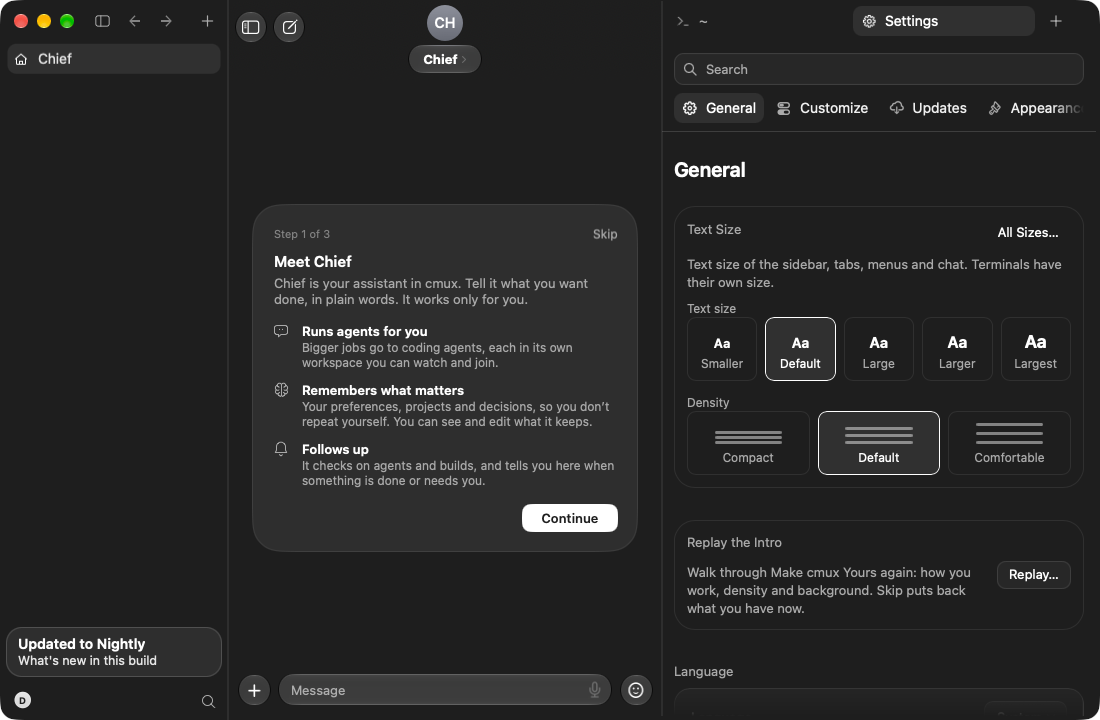 Chief
CH
Chief
~
Settings
Search
General
Customize
Updates
Appearanc
General
Step 1 of 3
Skip
Meet Chief
Chief is your assistant in cmux. Tell it what you want
done, in plain words. It works only for you.
Runs agents for you
Bigger jobs go to coding agents, each in its own
workspace you can watch and join.
Remembers what matters
Your preferences, projects and decisions, so you don't
repeat yourself. You can see and edit what it keeps.
Follows up
It checks on agents and builds, and tells you here when
something is done or needs you.
Continue
Text Size
All Sizes...
Text size of the sidebar, tabs, menus and chat. Terminals have
their own size.
Text size
Aa Aa Aa Aa Aa
Smaller Default Large Larger Largest
Density
Compact Default Comfortable
Replay the Intro
Walk through Make cmux Yours again: how you
work, density and background. Skip puts back
what you have now.
Replay...
Language
Updated to Nightly
What's new in this build
D
Message